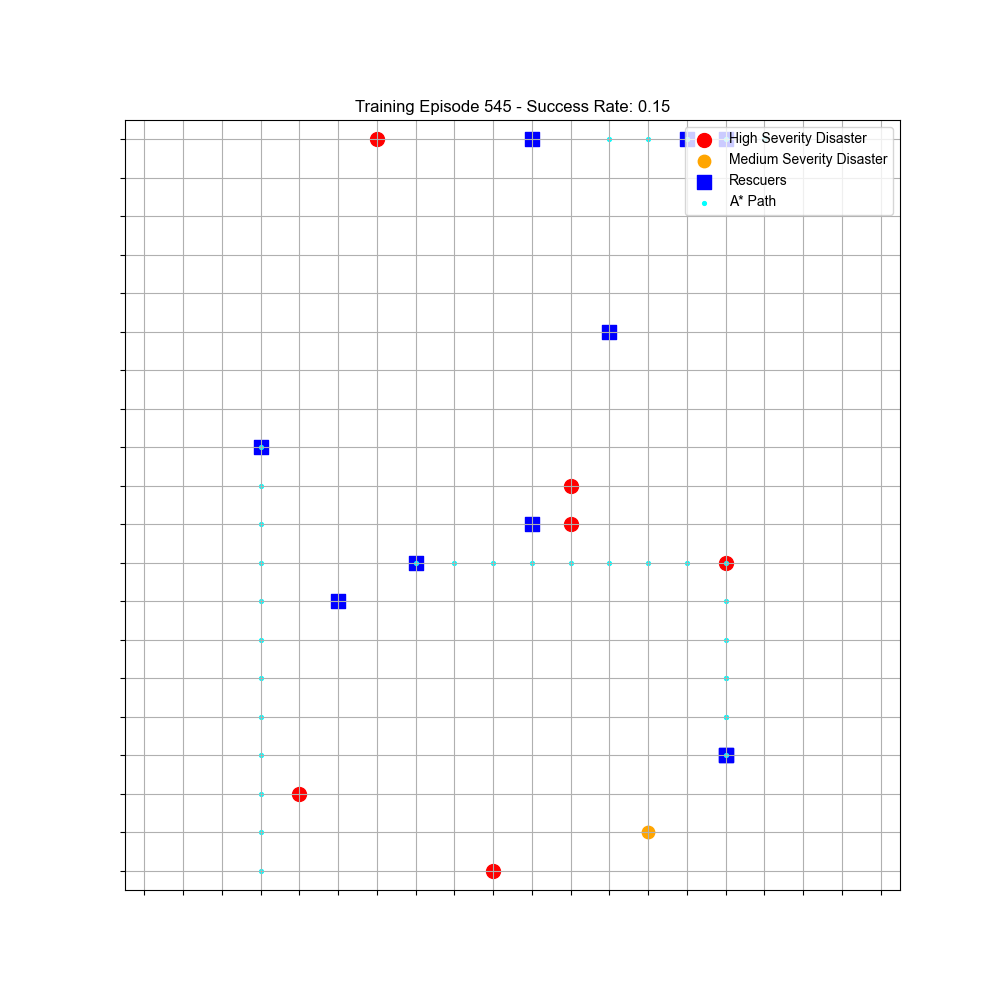 Training Episode 545 - Success Rate: 0.15
High Severity Disaster
Medium Severity Disaster
Rescuers
A* Path